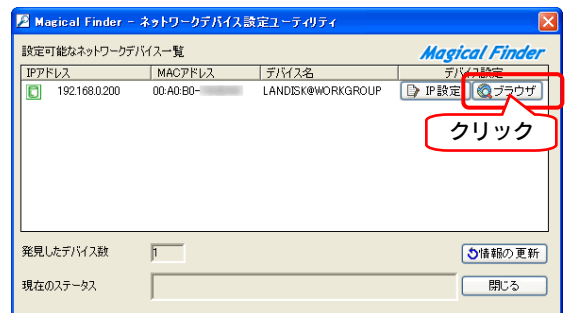 Magical Finder - ネットワークデバイス設定ユーティリティ
設定可能なネットワークデバイス一覧
Magical Finder
IPアドレス MACアドレス デバイス名 デバイス設定
192.168.0.200 00:A0:B0- LANDISK@WORKGROUP IP設定 ブラウザ
クリック
発見したデバイス数 1 情報の更新
現在のステータス 閉じる